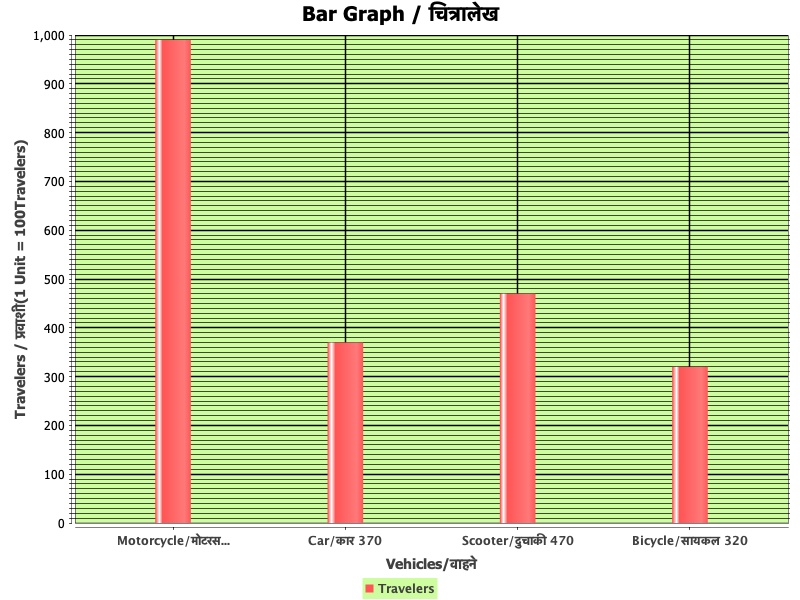 Bar Graph / चित्रालेख
Travelers / प्रवाशी(1 Unit = 100Travelers)
1,000
900
800
700
600
500
400
300
200
100
0
Motorcycle/मोटरस... Car/कार 370 Scooter/दुचाकी 470 Bicycle/सायकल 320
Vehicles/वाहने
Travelers